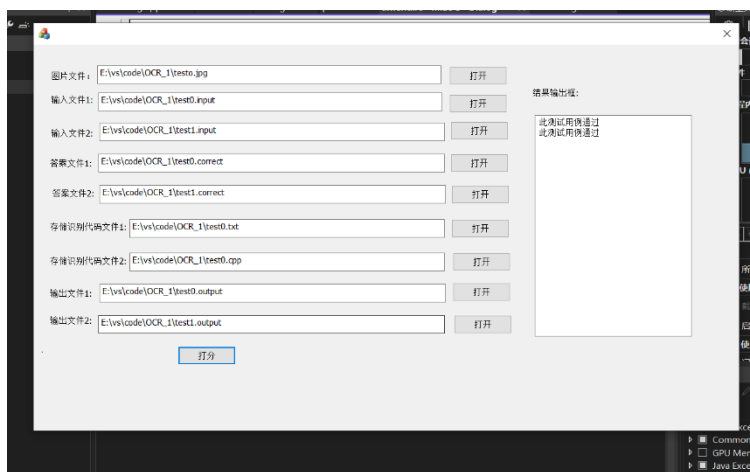 图片文件: E:\vs\code\OCR_1\testo.jpg 打开
输入文件1: E:\vs\code\OCR_1\test0.input 打开
结果输出框:
输入文件2: E:\vs\code\OCR_1\test1.input 打开
此测试用例通过
此测试用例通过
答案文件1: E:\vs\code\OCR_1\test0.correct 打开
答案文件2: E:\vs\code\OCR_1\test1.correct 打开
存储识别代码文件1: E:\vs\code\OCR_1\test0.txt 打开
存储识别代码文件2: E:\vs\code\OCR_1\test0.cpp 打开
输出文件1: E:\vs\code\OCR_1\test0.output 打开
输出文件2: E:\vs\code\OCR_1\test1.output 打开
打分
Common
GPU Mem
Java Exce